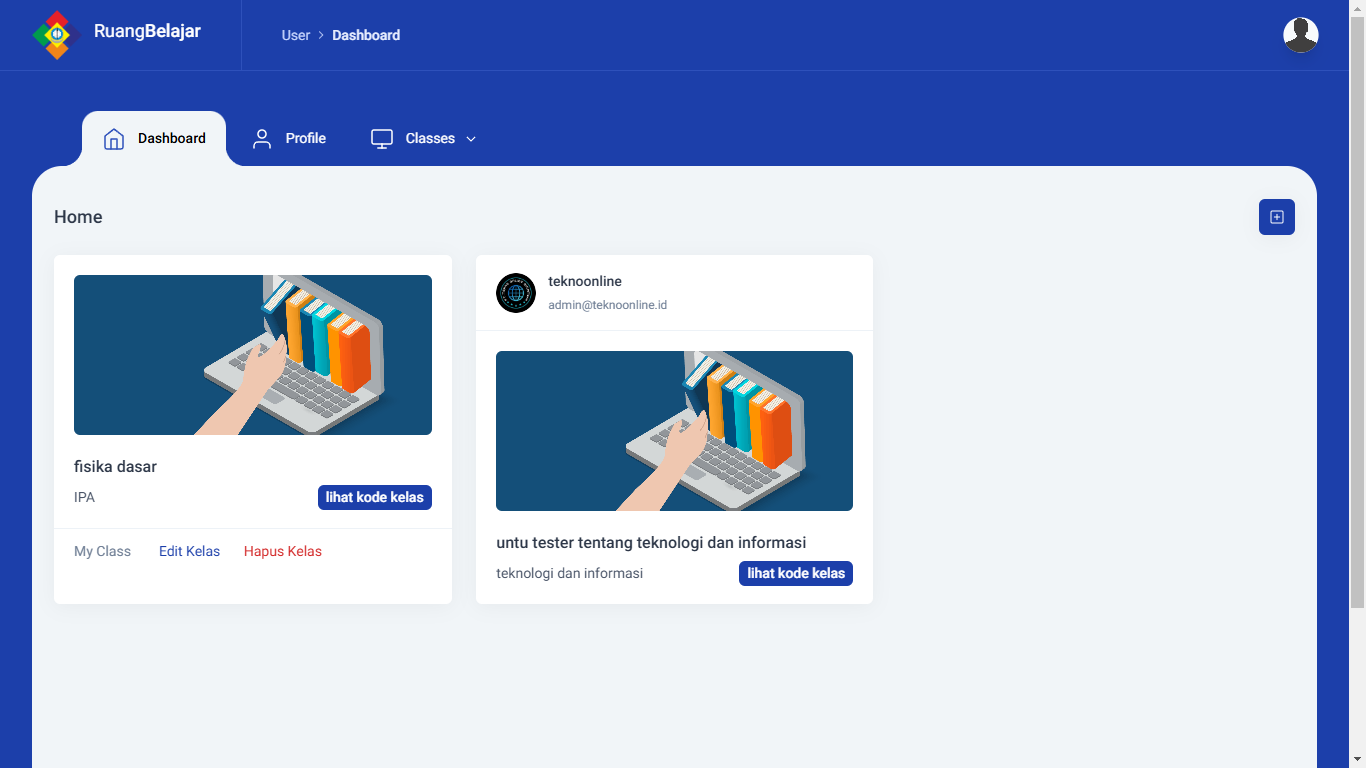 RuangBelajar
User > Dashboard
Dashboard
Profile
Classes
Home
fisika dasar
IPA
lihat kode kelas
My Class
Edit Kelas
Hapus Kelas
teknoonline
admin@teknoonline.id
untu tester tentang teknologi dan informasi
teknologi dan informasi
lihat kode kelas